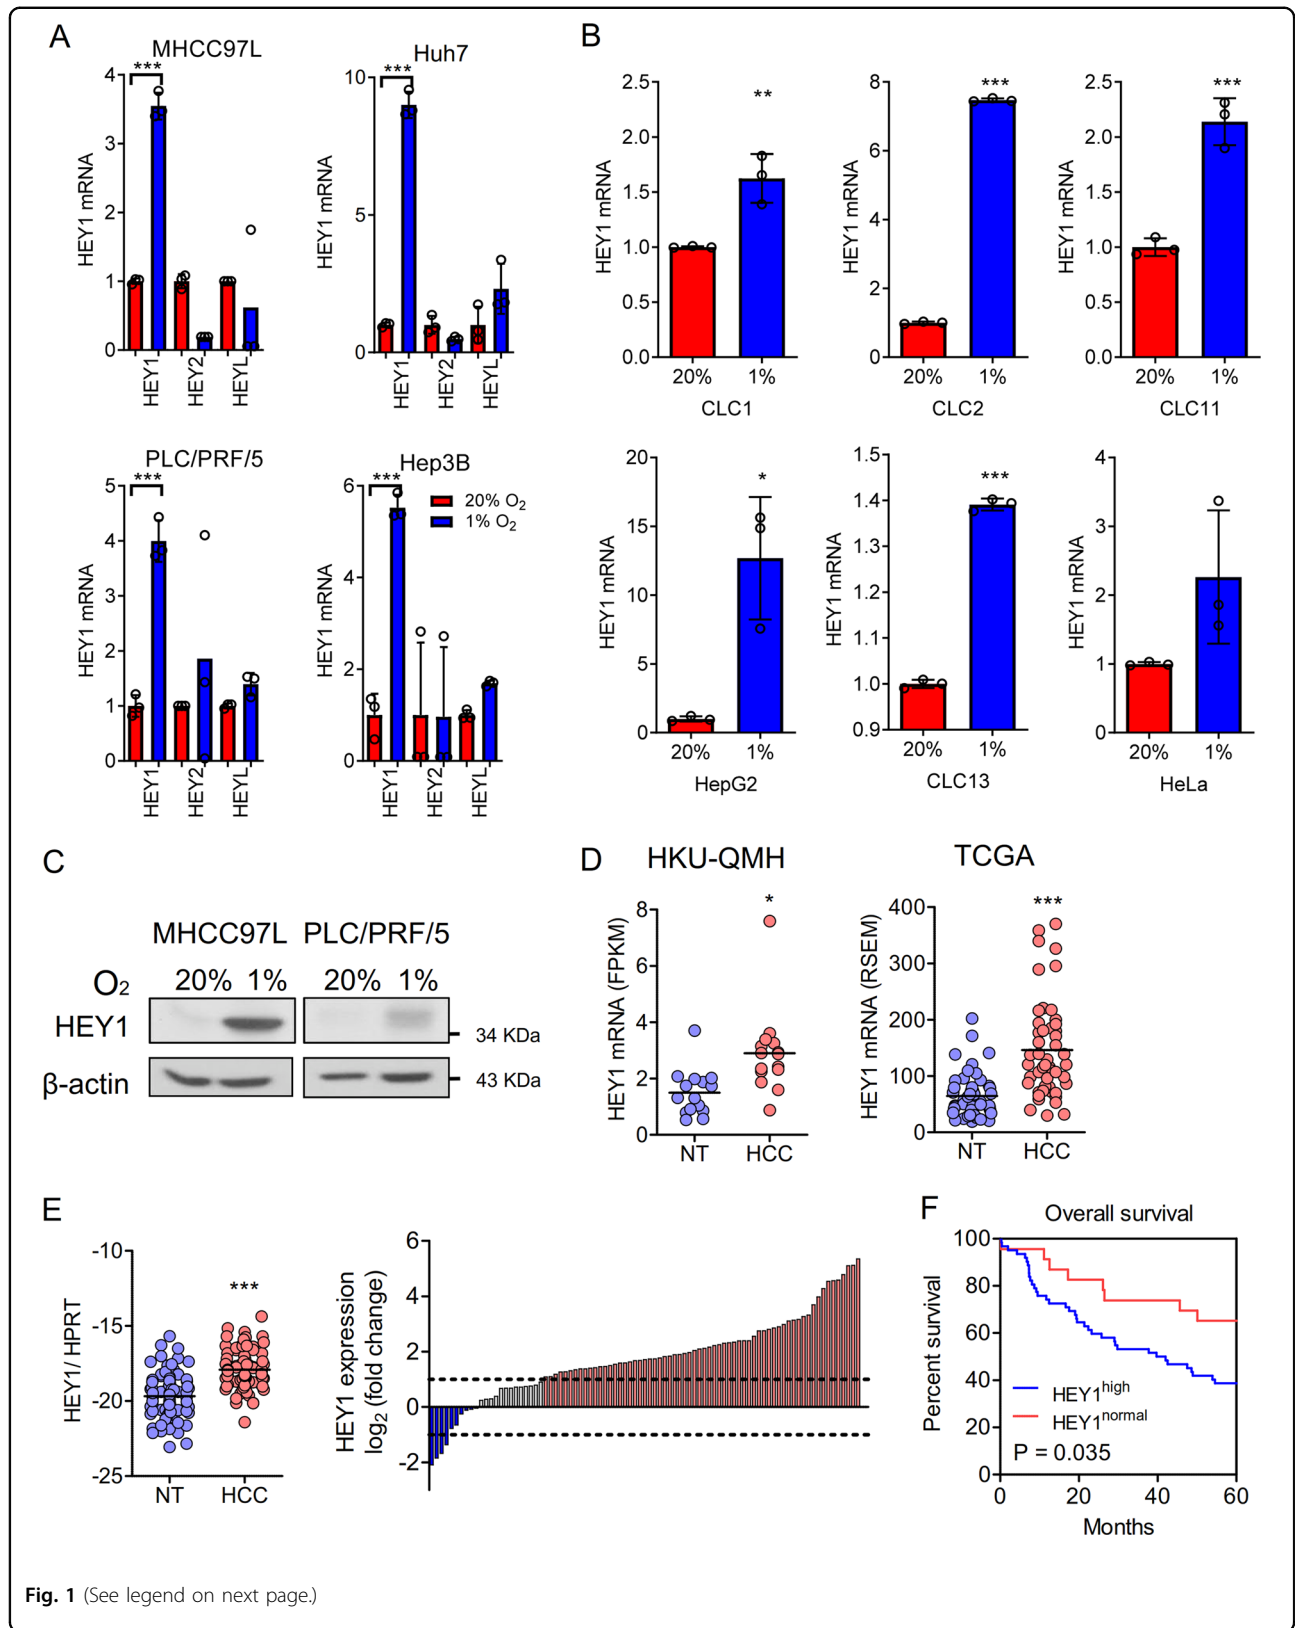 A
MHCC97L
***
HEY1 mRNA
4
3
2
1
0
HEY1
HEY2
HEYL
Huh7
***
HEY1 mRNA
10
5
0
HEY1
HEY2
HEYL
PLC/PRF/5
***
HEY1 mRNA
5
4
3
2
1
0
HEY1
HEY2
HEYL
Hep3B
***
20% O2
1% O2
HEY1 mRNA
6
4
2
0
HEY1
HEY2
HEYL
B
HEY1 mRNA
2.5
2.0
1.5
1.0
0.5
0.0
**
20% 1%
CLC1
HEY1 mRNA
8
6
4
2
0
***
20% 1%
CLC2
HEY1 mRNA
2.5
2.0
1.5
1.0
0.5
0.0
***
20% 1%
CLC11
HEY1 mRNA
20
15
10
5
0
*
20% 1%
HepG2
HEY1 mRNA
1.5
1.4
1.3
1.2
1.1
1.0
0.9
***
20% 1%
CLC13
HEY1 mRNA
4
3
2
1
0
20% 1%
HeLa
C
MHCC97L PLC/PRF/5
O2 20% 1% 20% 1%
HEY1 34 KDa
β-actin 43 KDa
D
HKU-QMH
*
HEY1 mRNA (FPKM)
8
6
4
2
0
NT HCC
TCGA
***
HEY1 mRNA (RSEM)
400
300
200
100
0
NT HCC
E
HEY1/ HPRT
-10
-15
-20
-25
***
NT HCC
HEY1 expression
log2 (fold change)
6
4
2
0
-2
F
Overall survival
Percent survival
100
80
60
40
20
0
HEY1high
HEY1normal
P = 0.035
0 20 40 60
Months
Fig. 1 (See legend on next page.)